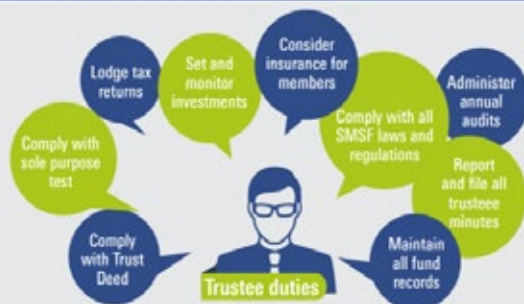 Comply with
Trust
Deed
Comply with
sole purpose
test
Lodge tax
returns
Set and
monitor
investments
Consider
insurance for
members
Comply with all
SMSF laws and
regulations
Administer
annual
audits
Report
and file all
trusteee
minutes
Maintain
all fund
records
Trustee duties